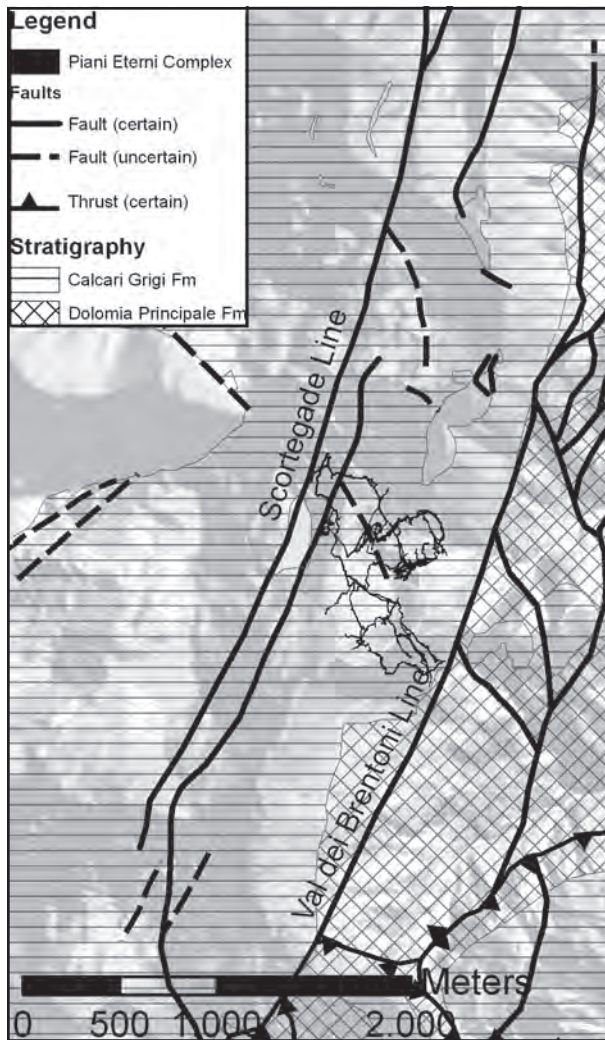 Legend
Piani Eterni Complex
Faults
Fault (certain)
Fault (uncertain)
Thrust (certain)
Stratigraphy
Calcari Grigi Fm
Dolomia Principale Fm
Scortegade Line
Val dei Brentoni Line
Meters
0 500 1.000 2.000